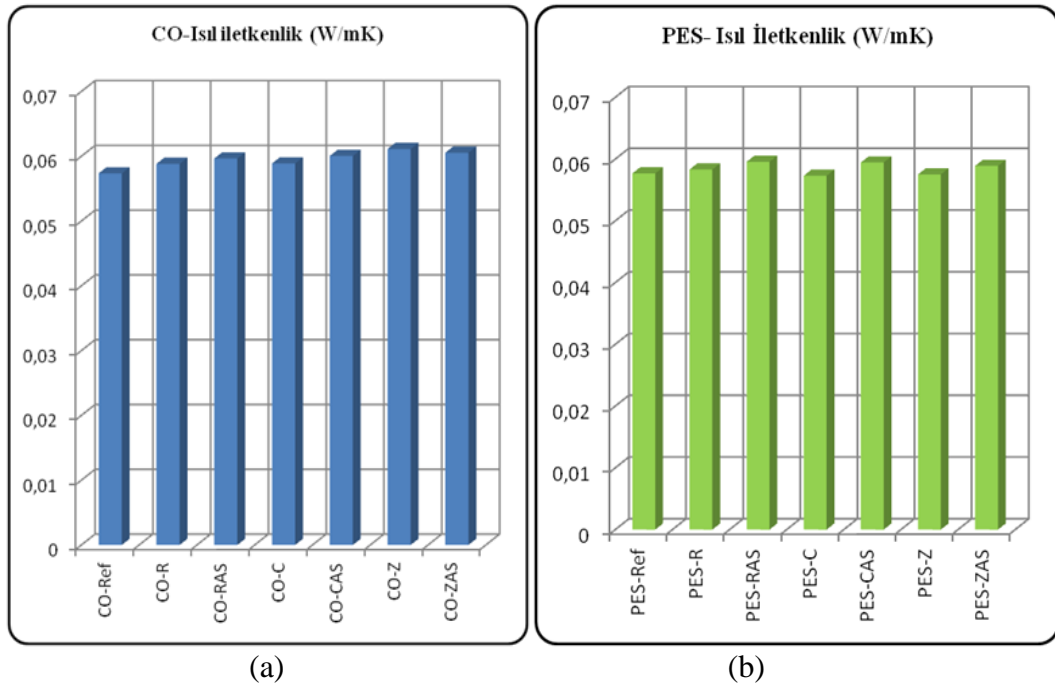 CO-Isıl iletkenlik (W/mK)
0,07
0,06
0,05
0,04
0,03
0,02
0,01
0
CO-Ref
CO-R
CO-RAS
CO-C
CO-CAS
CO-Z
CO-ZAS
(a)
PES- Isıl İletkenlik (W/mK)
0,07
0,06
0,05
0,04
0,03
0,02
0,01
0
PES-Ref
PES-R
PES-RAS
PES-C
PES-CAS
PES-Z
PES-ZAS
(b)